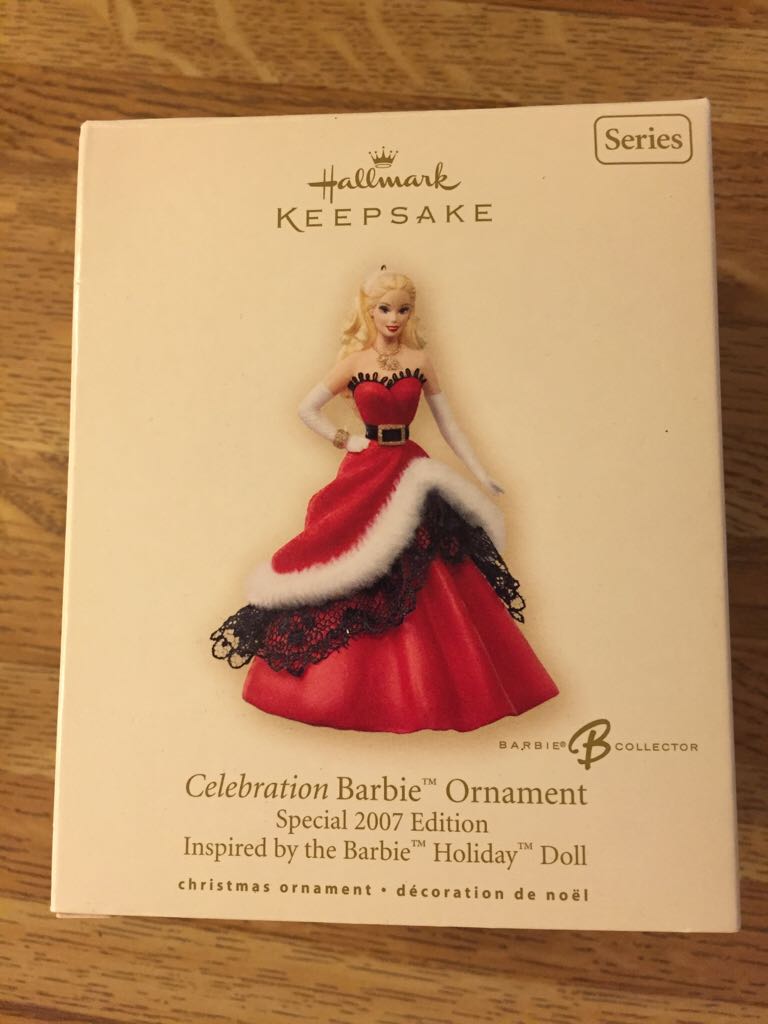 Series
Hallmark
KEEPSAKE
BARBIE® B COLLECTOR
Celebration Barbie™ Ornament
Special 2007 Edition
Inspired by the Barbie™ Holiday™ Doll
christmas ornament • décoration de noël